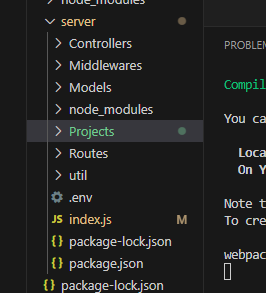 node_modules
server
Controllers
Middlewares
Models
node_modules
Projects
Routes
util
.env
JS index.js M
{} package-lock.json
{} package.json
{} package-lock.json
PROBLEM
Compil
You ca
Loca
On Y
Note t
To cre
webpac